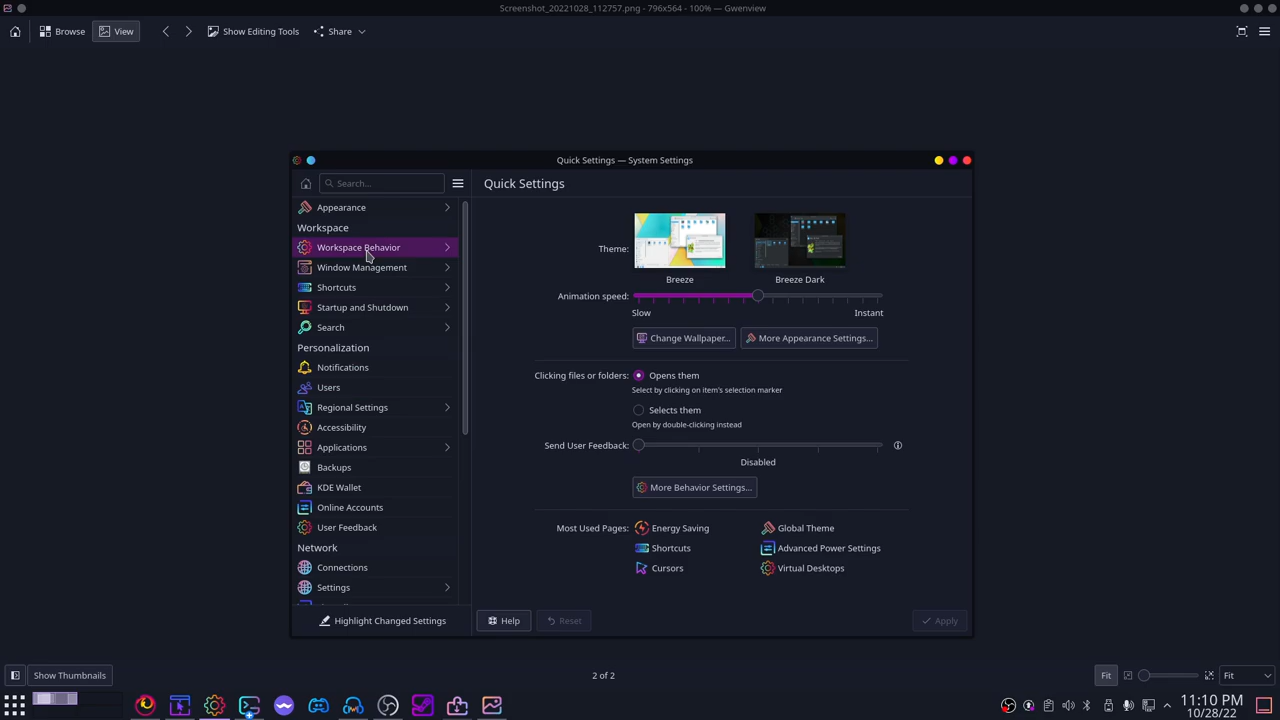 Screenshot_20221028_112757.png - 796x564 - 100% — Gwenview
Browse View Show Editing Tools Share
Quick Settings — System Settings
Search...
Quick Settings
Appearance
Workspace
Workspace Behavior
Window Management
Shortcuts
Startup and Shutdown
Search
Personalization
Notifications
Users
Regional Settings
Accessibility
Applications
Backups
KDE Wallet
Online Accounts
User Feedback
Network
Connections
Settings
Highlight Changed Settings
Theme:
Breeze Breeze Dark
Animation speed:
Slow Instant
Change Wallpaper... More Appearance Settings...
Clicking files or folders: Opens them
Select by clicking on item's selection marker
Selects them
Open by double-clicking instead
Send User Feedback:
Disabled
More Behavior Settings...
Most Used Pages: Energy Saving Global Theme
Shortcuts Advanced Power Settings
Cursors Virtual Desktops
Help Reset Apply
Show Thumbnails 2 of 2 Fit Fit
11:10 PM
10/28/22